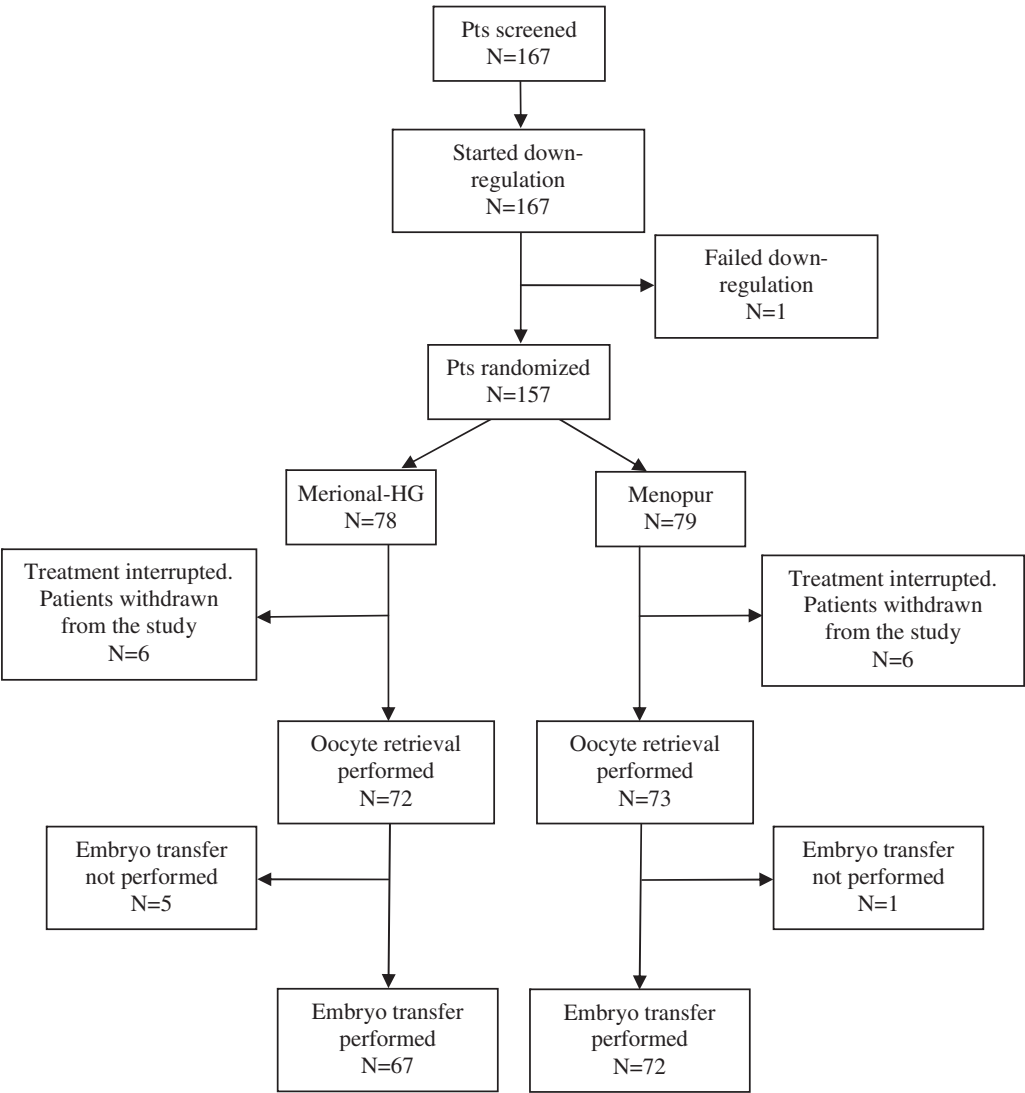 Pts screened
N=167
Started down-
regulation
N=167
Failed down-
regulation
N=1
Pts randomized
N=157
Merional-HG
N=78
Menopur
N=79
Treatment interrupted.
Patients withdrawn
from the study
N=6
Treatment interrupted.
Patients withdrawn
from the study
N=6
Oocyte retrieval
performed
N=72
Oocyte retrieval
performed
N=73
Embryo transfer
not performed
N=5
Embryo transfer
not performed
N=1
Embryo transfer
performed
N=67
Embryo transfer
performed
N=72